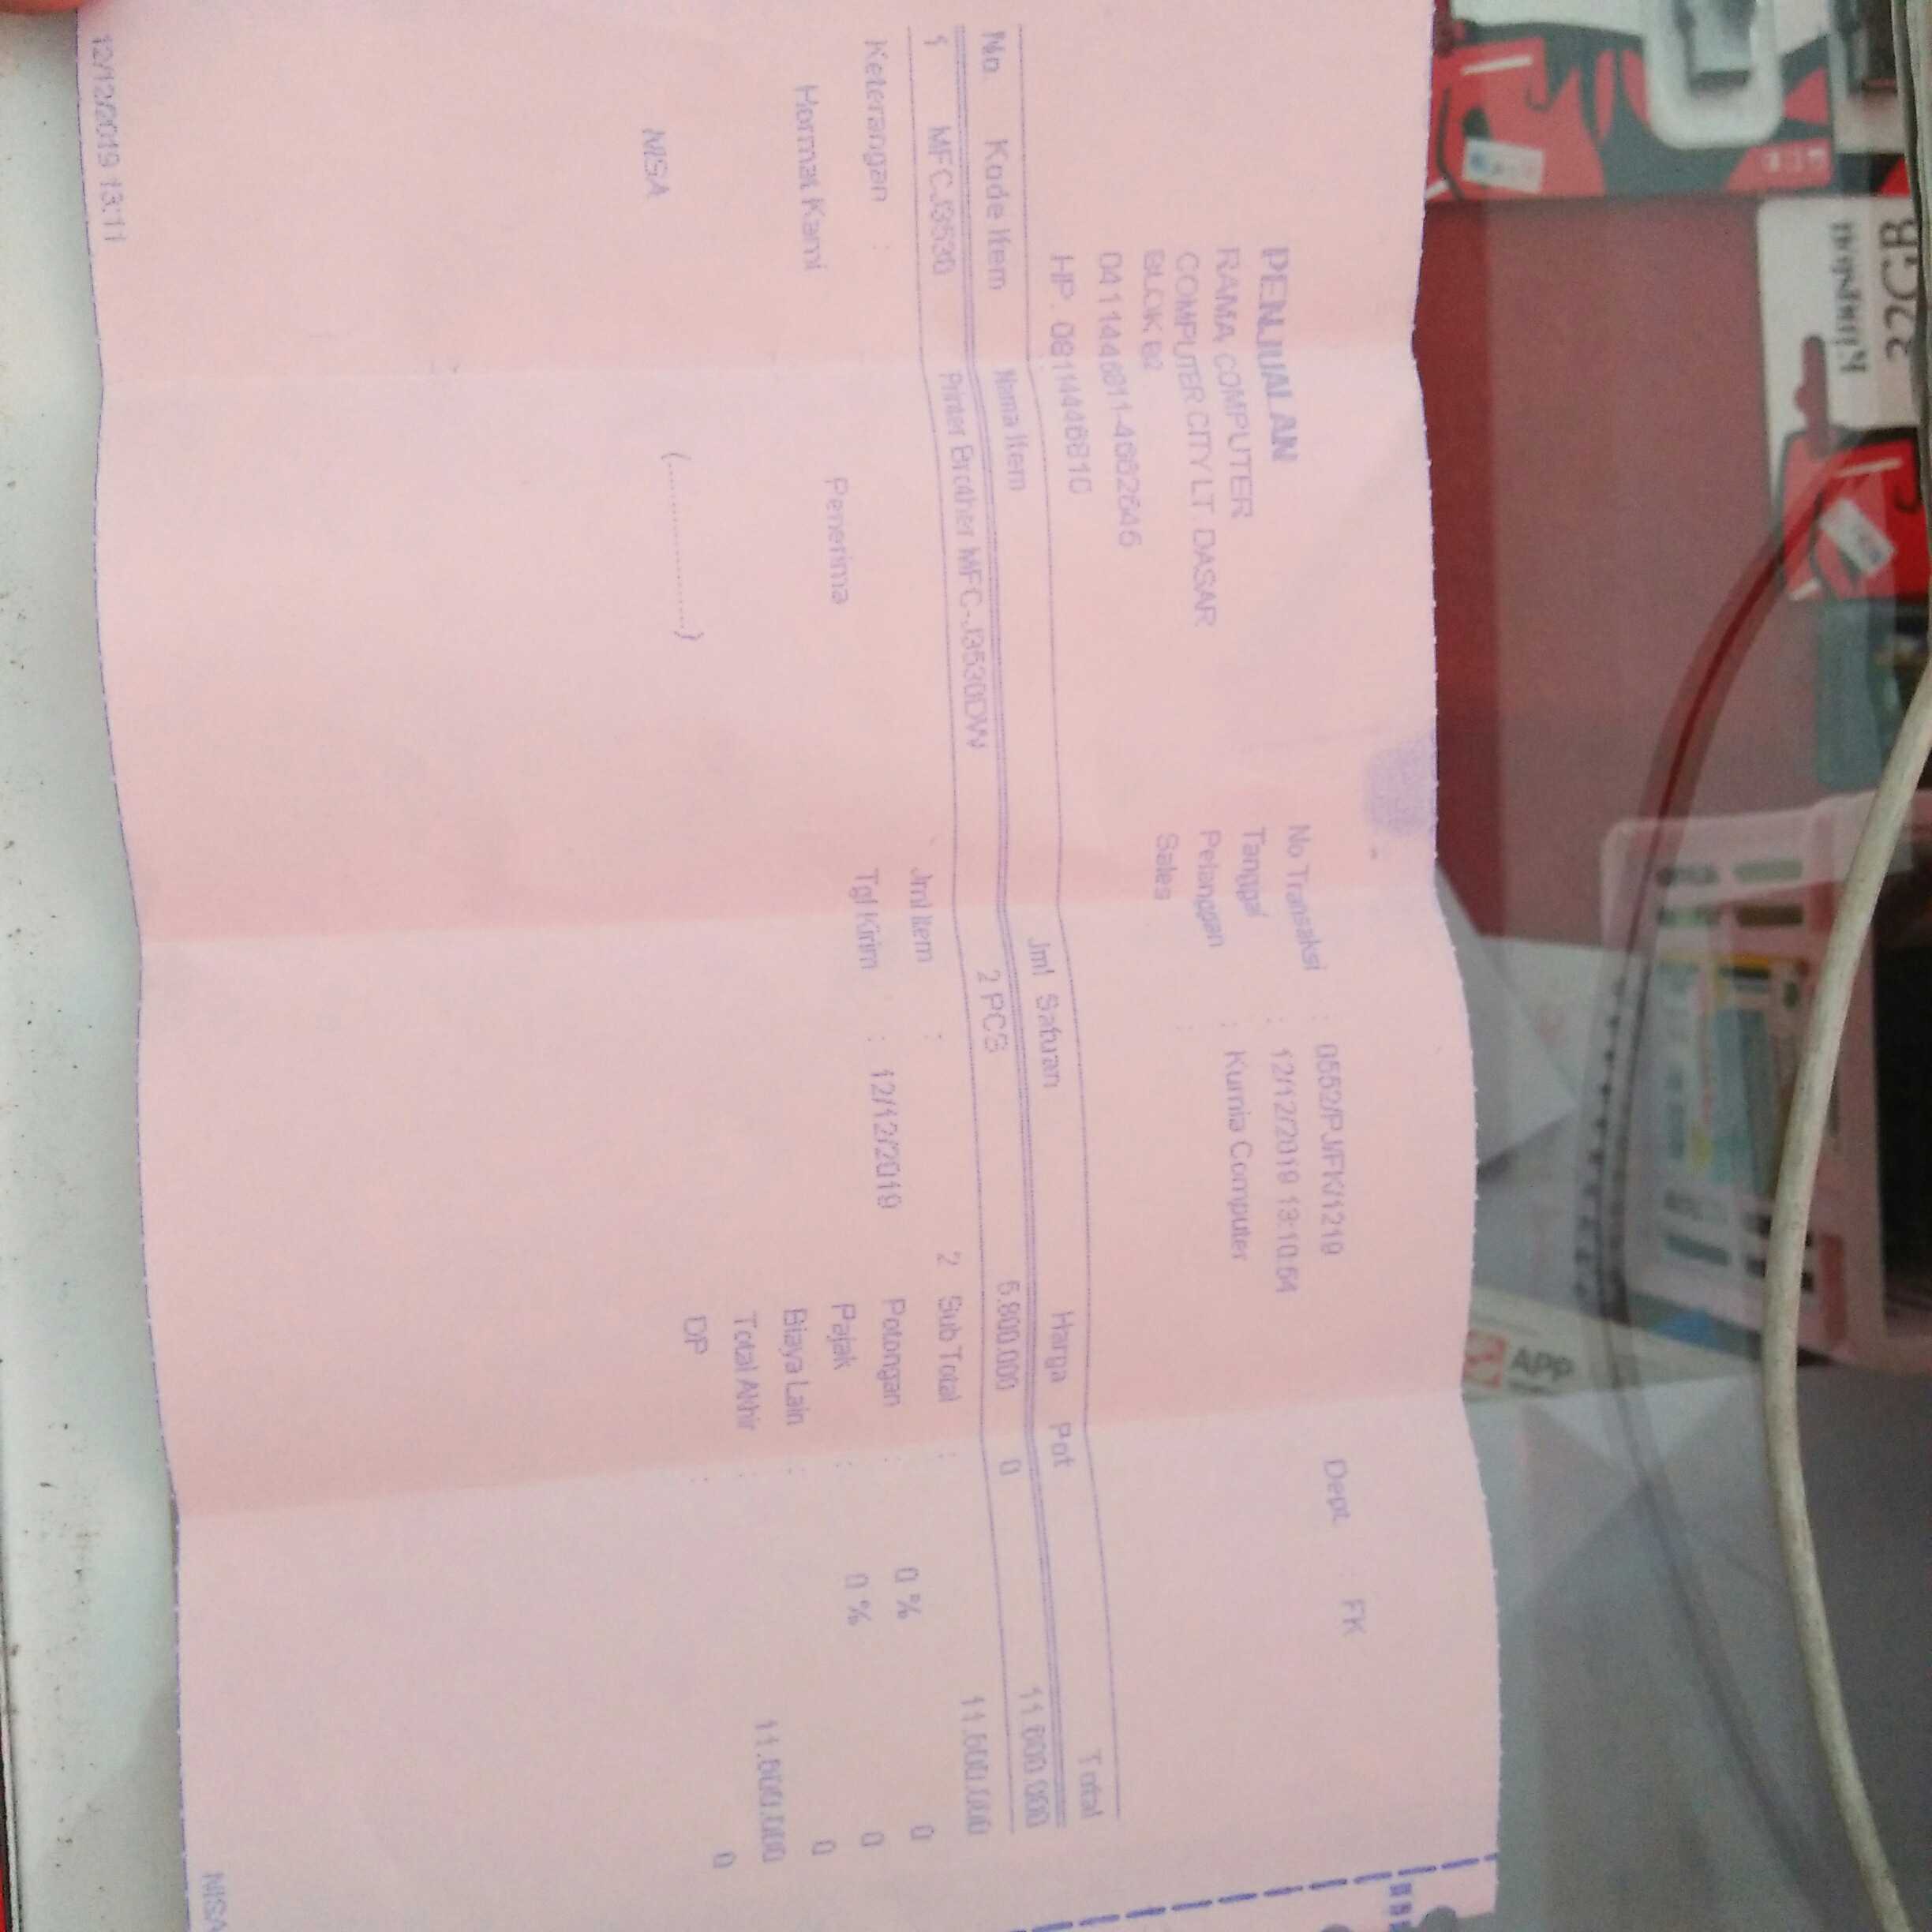 PENJUALAN
RAMA COMPUTER
COMPUTER CITY LT DASAR
BLOK B2
HP.
No Transaksi : 0552/PJ/FK/1219
Tanggal : 12/12/2019 13:10:54
Pelanggan : Kurnia Computer
Sales :
Dept. : FK
No Kode Item Nama Item Jml Satuan Harga Pot Total
1 MFCJ3530 Printer Brother MFC-J3530DW 2 PCS 5.800.000 0 11.600.000
Keterangan : Jml Item : 2 Sub Total : 11.600.000
Tgl Kirim : 12/12/2019 Potongan : 0 % 0
Hormat Kami Penerima Pajak : 0 % 0
Biaya Lain : 0
Total Akhir : 11.600.000
NISA (..................) DP : 0
12/12/2019 13:11 NISA
32GB
Kingston
APP